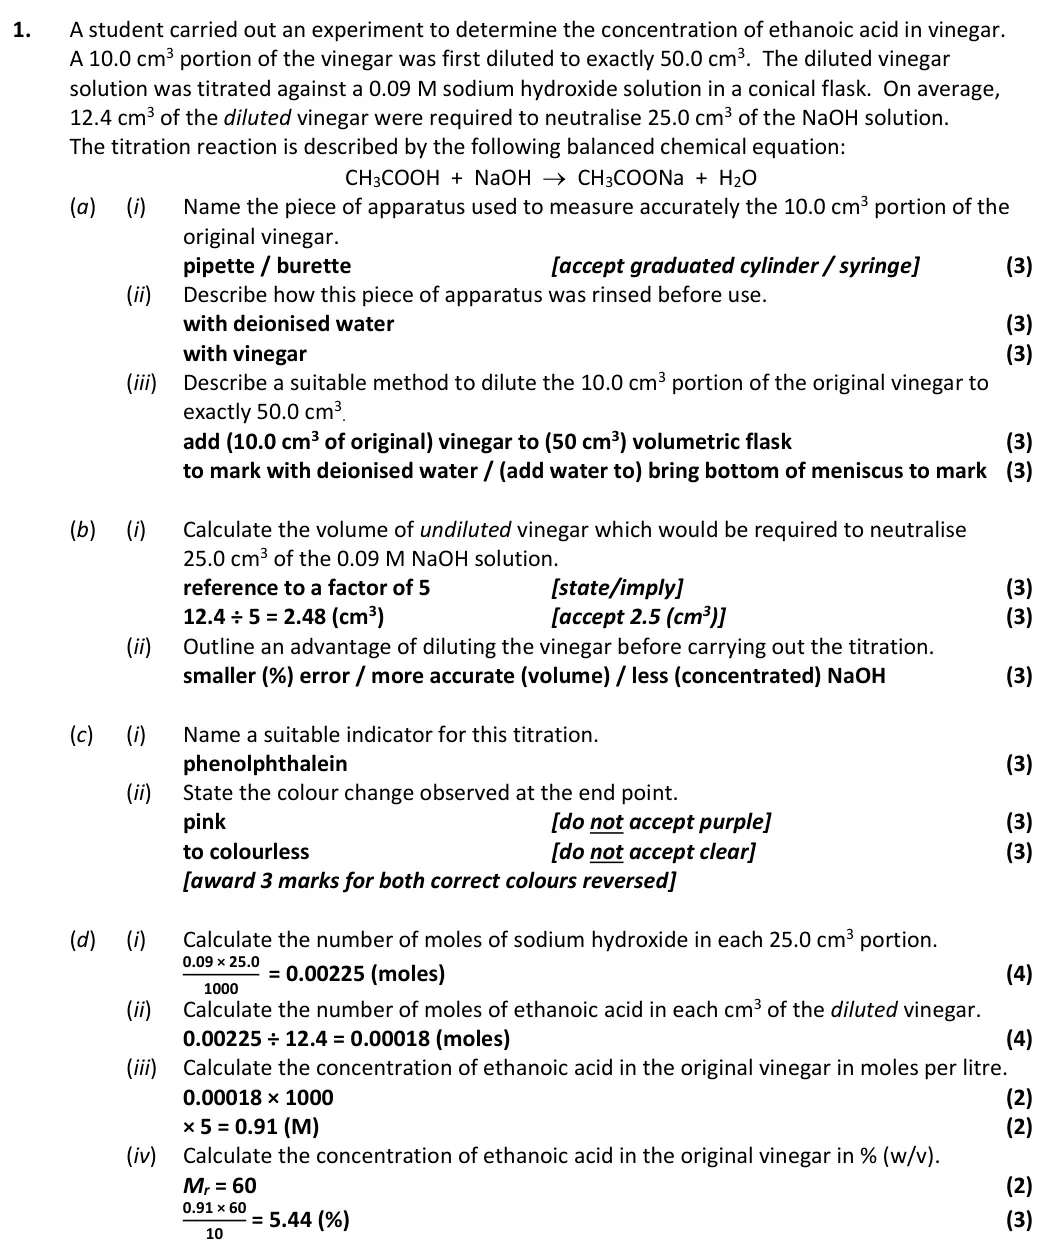 1. A student carried out an experiment to determine the concentration of ethanoic acid in vinegar.
A 10.0 cm³ portion of the vinegar was first diluted to exactly 50.0 cm³. The diluted vinegar
solution was titrated against a 0.09 M sodium hydroxide solution in a conical flask. On average,
12.4 cm³ of the diluted vinegar were required to neutralise 25.0 cm³ of the NaOH solution.
The titration reaction is described by the following balanced chemical equation:
CH₃COOH + NaOH → CH₃COONa + H₂O
(a) (i) Name the piece of apparatus used to measure accurately the 10.0 cm³ portion of the
original vinegar.
pipette / burette [accept graduated cylinder / syringe] (3)
(ii) Describe how this piece of apparatus was rinsed before use.
with deionised water (3)
with vinegar (3)
(iii) Describe a suitable method to dilute the 10.0 cm³ portion of the original vinegar to
exactly 50.0 cm³.
add (10.0 cm³ of original) vinegar to (50 cm³) volumetric flask (3)
to mark with deionised water / (add water to) bring bottom of meniscus to mark (3)
(b) (i) Calculate the volume of undiluted vinegar which would be required to neutralise
25.0 cm³ of the 0.09 M NaOH solution.
reference to a factor of 5 [state/imply] (3)
12.4 ÷ 5 = 2.48 (cm³) [accept 2.5 (cm³)] (3)
(ii) Outline an advantage of diluting the vinegar before carrying out the titration.
smaller (%) error / more accurate (volume) / less (concentrated) NaOH (3)
(c) (i) Name a suitable indicator for this titration.
phenolphthalein (3)
(ii) State the colour change observed at the end point.
pink [do not accept purple] (3)
to colourless [do not accept clear] (3)
[award 3 marks for both correct colours reversed]
(d) (i) Calculate the number of moles of sodium hydroxide in each 25.0 cm³ portion.
0.09 × 25.0
= 0.00225 (moles) (4)
1000
(ii) Calculate the number of moles of ethanoic acid in each cm³ of the diluted vinegar.
0.00225 ÷ 12.4 = 0.00018 (moles) (4)
(iii) Calculate the concentration of ethanoic acid in the original vinegar in moles per litre.
0.00018 × 1000 (2)
× 5 = 0.91 (M) (2)
(iv) Calculate the concentration of ethanoic acid in the original vinegar in % (w/v).
Mᵣ = 60 (2)
0.91 × 60
= 5.44 (%) (3)
10